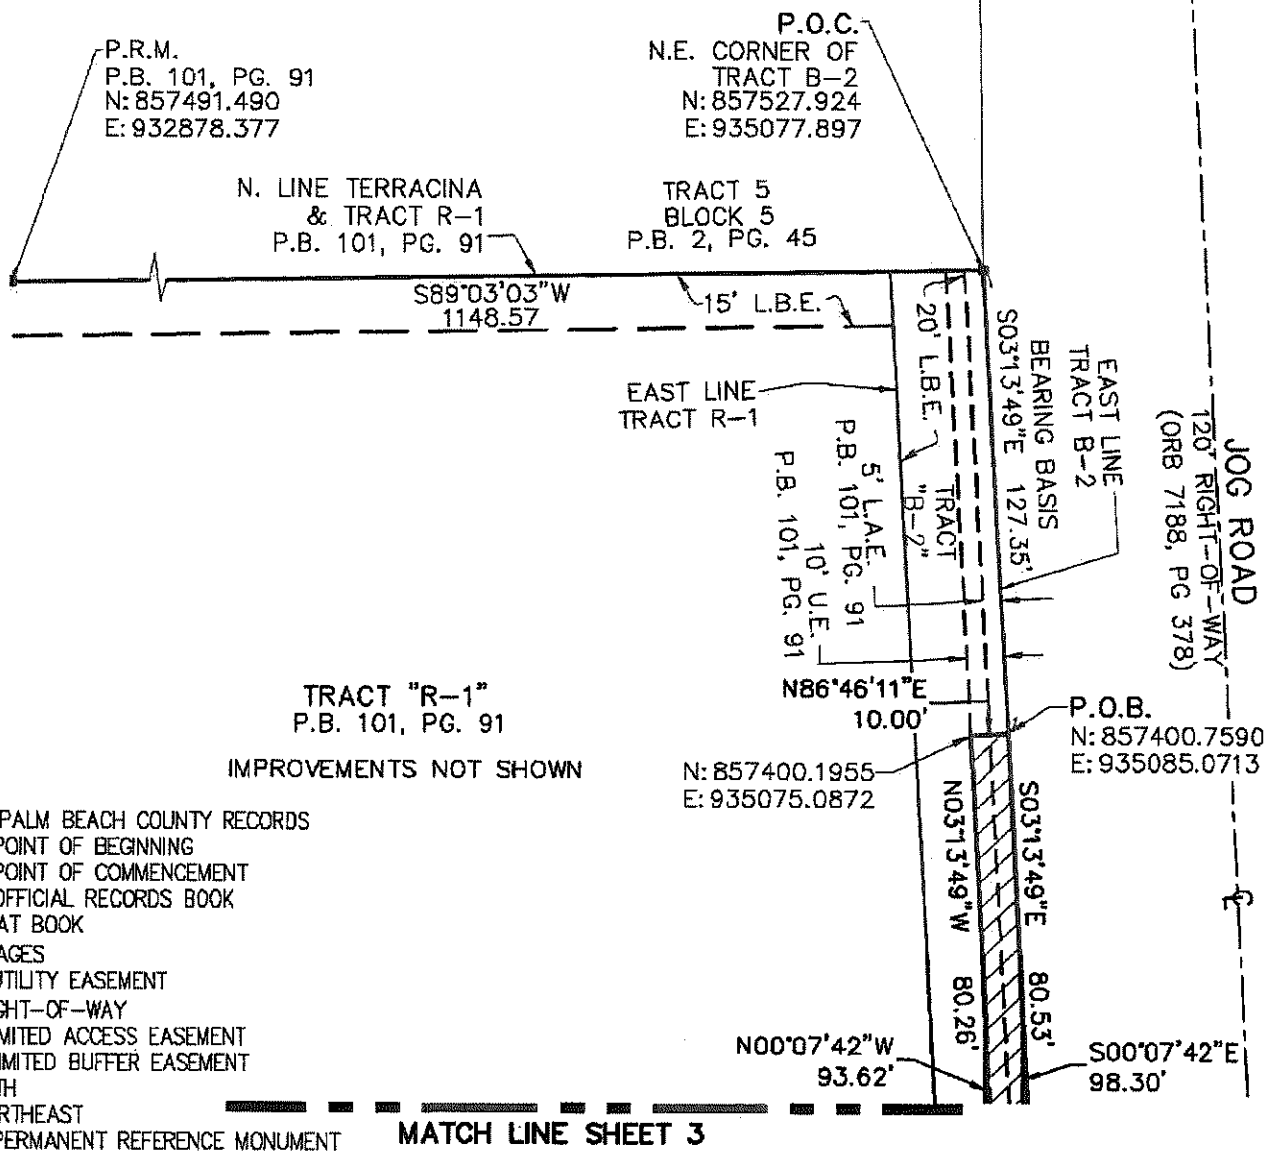 P.R.M.
P.B. 101, PG. 91
N: 857491.490
E: 932878.377
P.O.C.
N.E. CORNER OF
TRACT B-2
N: 857527.924
E: 935077.897
N. LINE TERRACINA
& TRACT R-1
P.B. 101, PG. 91
TRACT 5
BLOCK 5
P.B. 2, PG. 45
S89°03'03"W
1148.57
15' L.B.E.
20' L.B.E.
EAST LINE
TRACT R-1
TRACT
"B-2"
5' L.A.E.
P.B. 101, PG. 91
10' U.E.
P.B. 101, PG. 91
EAST LINE
TRACT B-2
BEARING BASIS
S03°13'49"E 127.35'
JOG ROAD
120' RIGHT-OF-WAY
(ORB 7188, PG 378)
N86°46'11"E
10.00'
P.O.B.
N: 857400.7590
E: 935085.0713
TRACT "R-1"
P.B. 101, PG. 91
IMPROVEMENTS NOT SHOWN
N: 857400.1955
E: 935075.0872
N03°13'49"W 80.26'
S03°13'49"E 80.53'
PALM BEACH COUNTY RECORDS
POINT OF BEGINNING
POINT OF COMMENCEMENT
OFFICIAL RECORDS BOOK
AT BOOK
AGES
UTILITY EASEMENT
GHT-OF-WAY
MITED ACCESS EASEMENT
IMITED BUFFER EASEMENT
TH
RTHEAST
PERMANENT REFERENCE MONUMENT
N00°07'42"W
93.62'
S00°07'42"E
98.30'
MATCH LINE SHEET 3